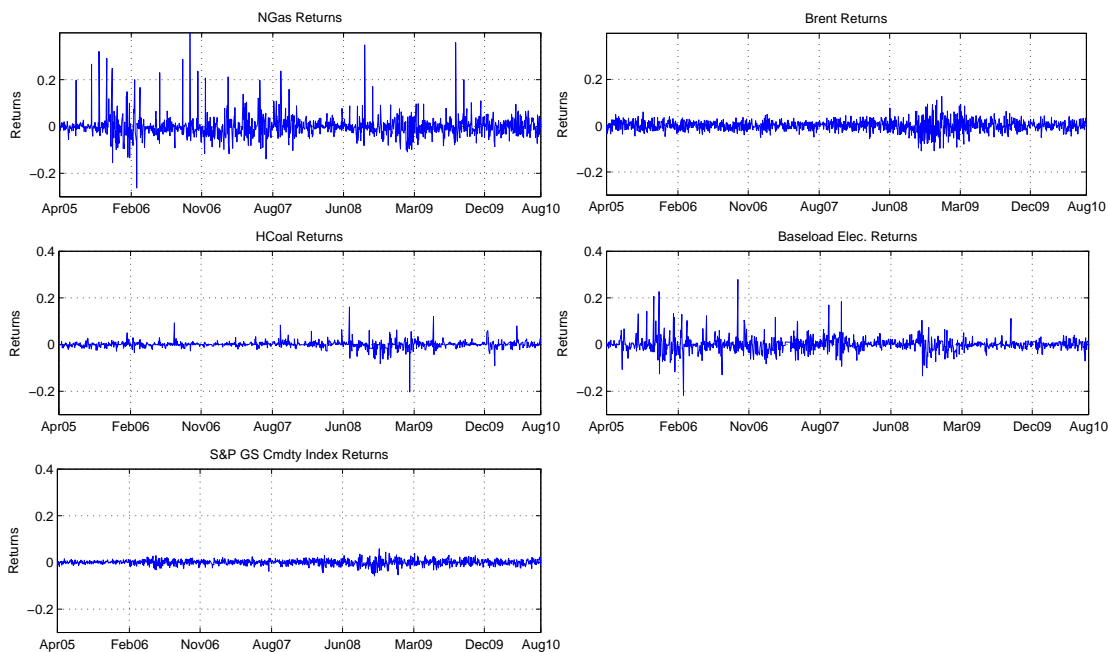 NGas Returns
0.2
0
−0.2
Returns
Apr05 Feb06 Nov06 Aug07 Jun08 Mar09 Dec09 Aug10
Brent Returns
0.2
0
−0.2
Returns
Apr05 Feb06 Nov06 Aug07 Jun08 Mar09 Dec09 Aug10
HCoal Returns
0.4
0.2
0
−0.2
Returns
Apr05 Feb06 Nov06 Aug07 Jun08 Mar09 Dec09 Aug10
Baseload Elec. Returns
0.4
0.2
0
−0.2
Returns
Apr05 Feb06 Nov06 Aug07 Jun08 Mar09 Dec09 Aug10
S&P GS Cmdty Index Returns
0.4
0.2
0
−0.2
Returns
Apr05 Feb06 Nov06 Aug07 Jun08 Mar09 Dec09 Aug10